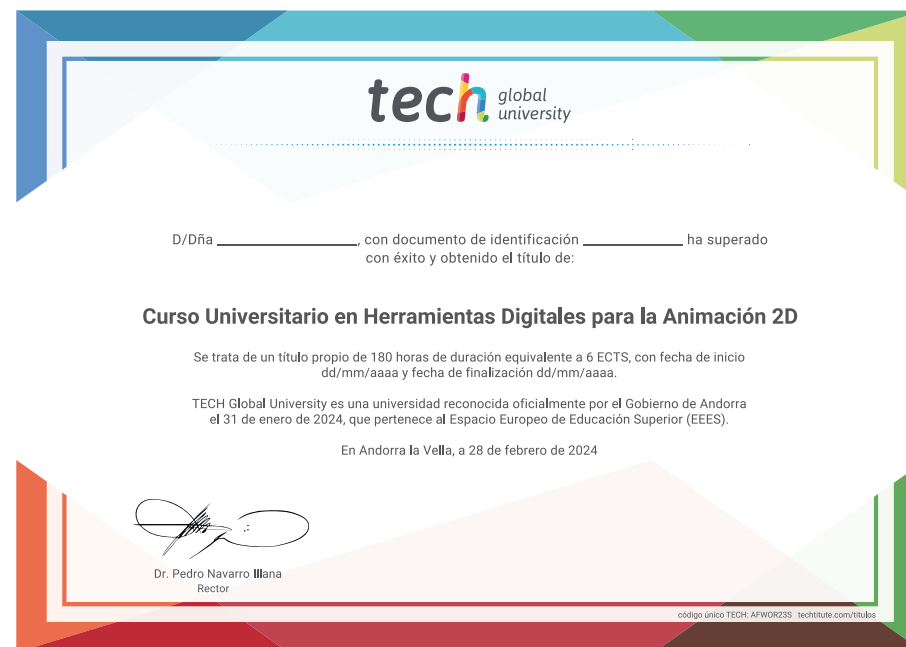 tech global university
D/Dña ____________________, con documento de identificación ______________ ha superado
con éxito y obtenido el título de:
Curso Universitario en Herramientas Digitales para la Animación 2D
Se trata de un título propio de 180 horas de duración equivalente a 6 ECTS, con fecha de inicio
dd/mm/aaaa y fecha de finalización dd/mm/aaaa.
TECH Global University es una universidad reconocida oficialmente por el Gobierno de Andorra
el 31 de enero de 2024, que pertenece al Espacio Europeo de Educación Superior (EEES).
En Andorra la Vella, a 28 de febrero de 2024
Dr. Pedro Navarro Illana
Rector
código único TECH: AFWOR23S techtitute.com/titulos